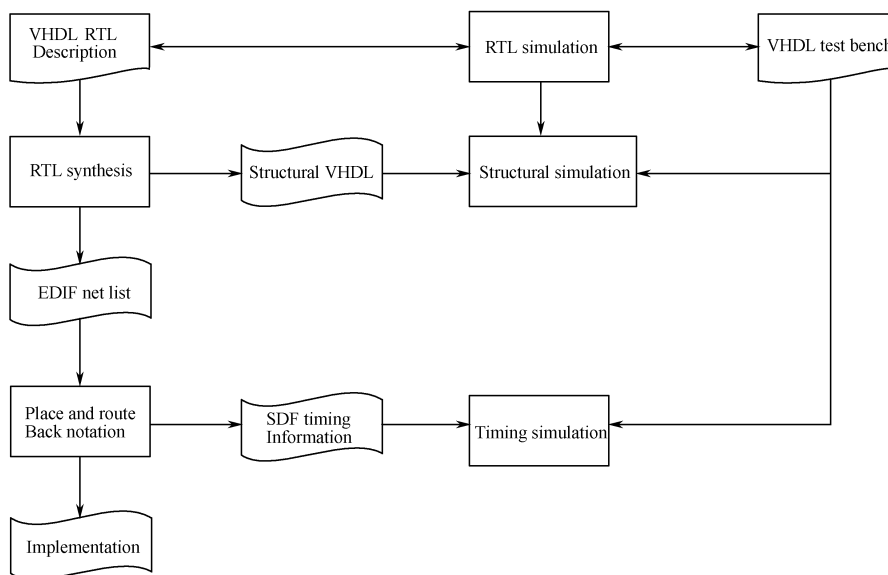 VHDL RTL
Description
RTL simulation
VHDL test bench
RTL synthesis
Structural VHDL
Structural simulation
EDIF net list
Place and route
Back notation
SDF timing
Information
Timing simulation
Implementation